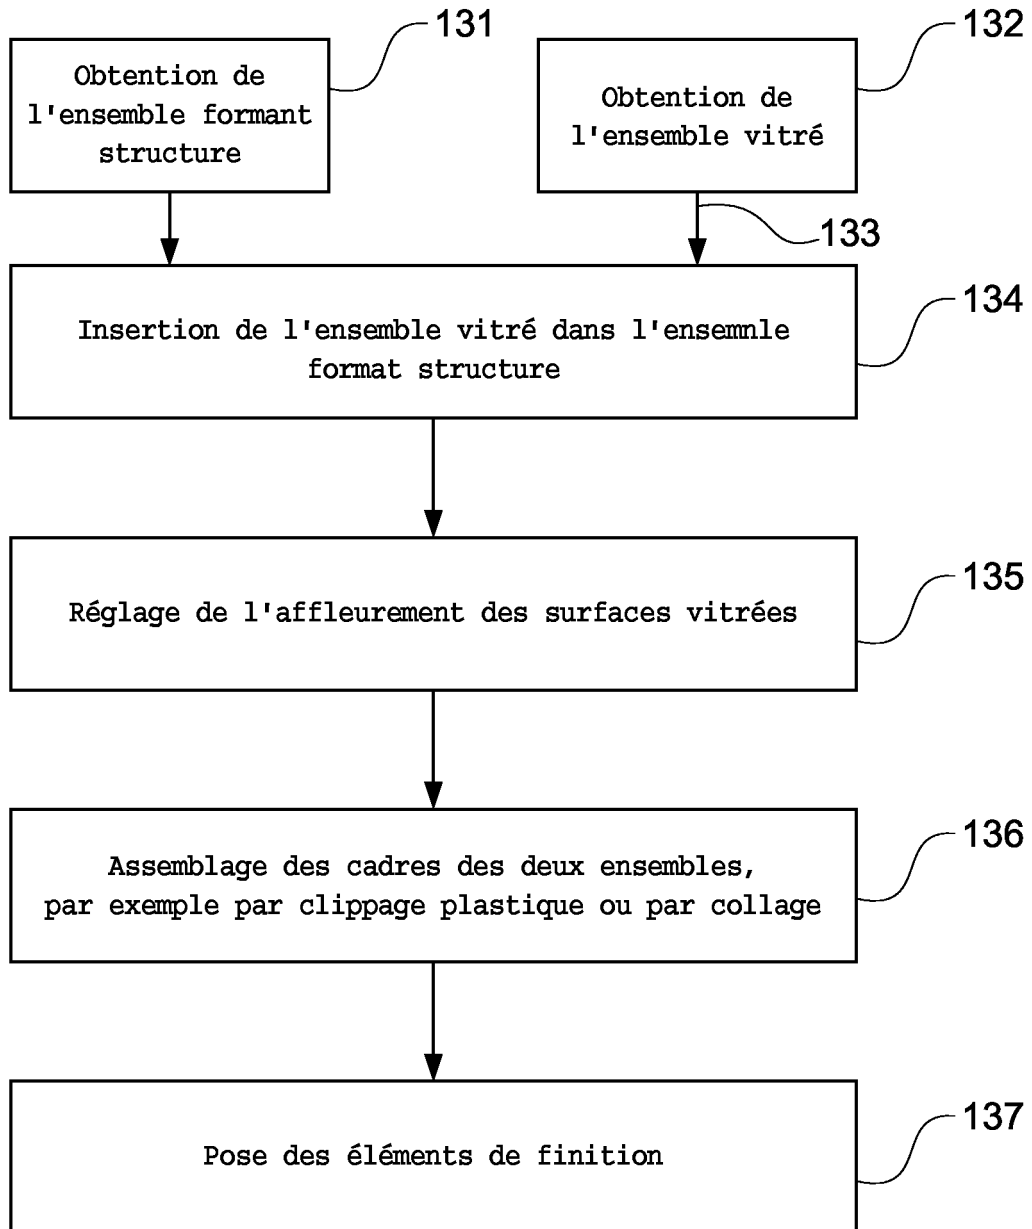 131
Obtention de
l'ensemble formant
structure
132
Obtention de
l'ensemble vitré
133
134
Insertion de l'ensemble vitré dans l'ensemnle
format structure
135
Réglage de l'affleurement des surfaces vitrées
136
Assemblage des cadres des deux ensembles,
par exemple par clippage plastique ou par collage
137
Pose des éléments de finition